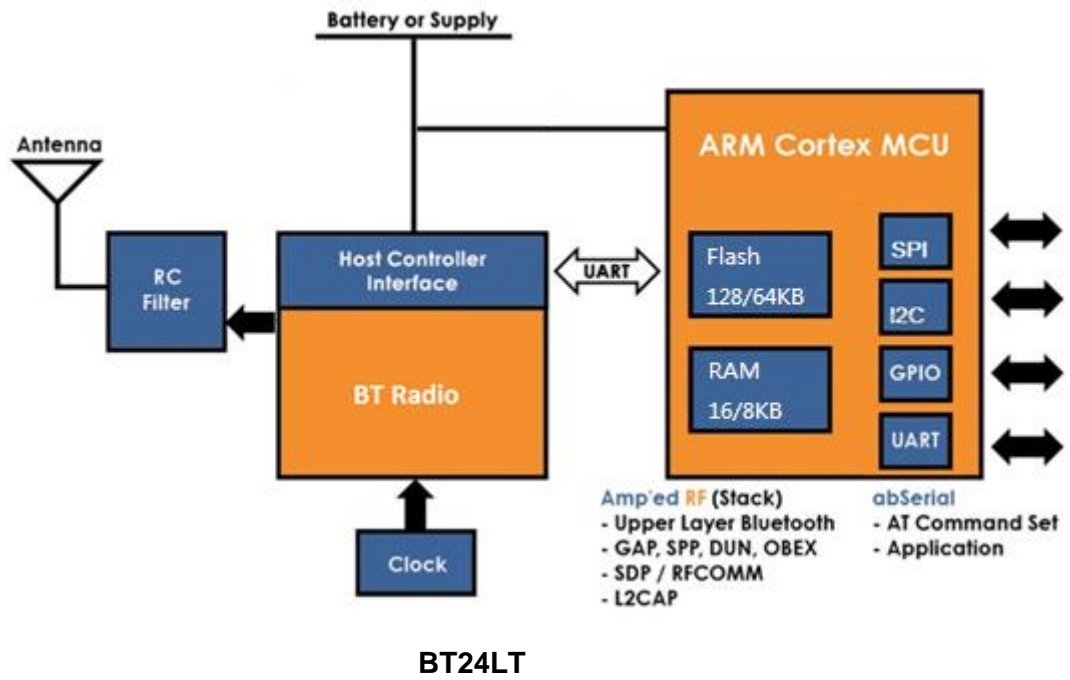 Battery or Supply
Antenna
RC
Filter
Host Controller
Interface
BT Radio
Clock
UART
ARM Cortex MCU
Flash
128/64KB
RAM
16/8KB
SPI
I2C
GPIO
UART
Amp'ed RF (Stack)
- Upper Layer Bluetooth
- GAP, SPP, DUN, OBEX
- SDP / RFCOMM
- L2CAP
abSerial
- AT Command Set
- Application
BT24LT